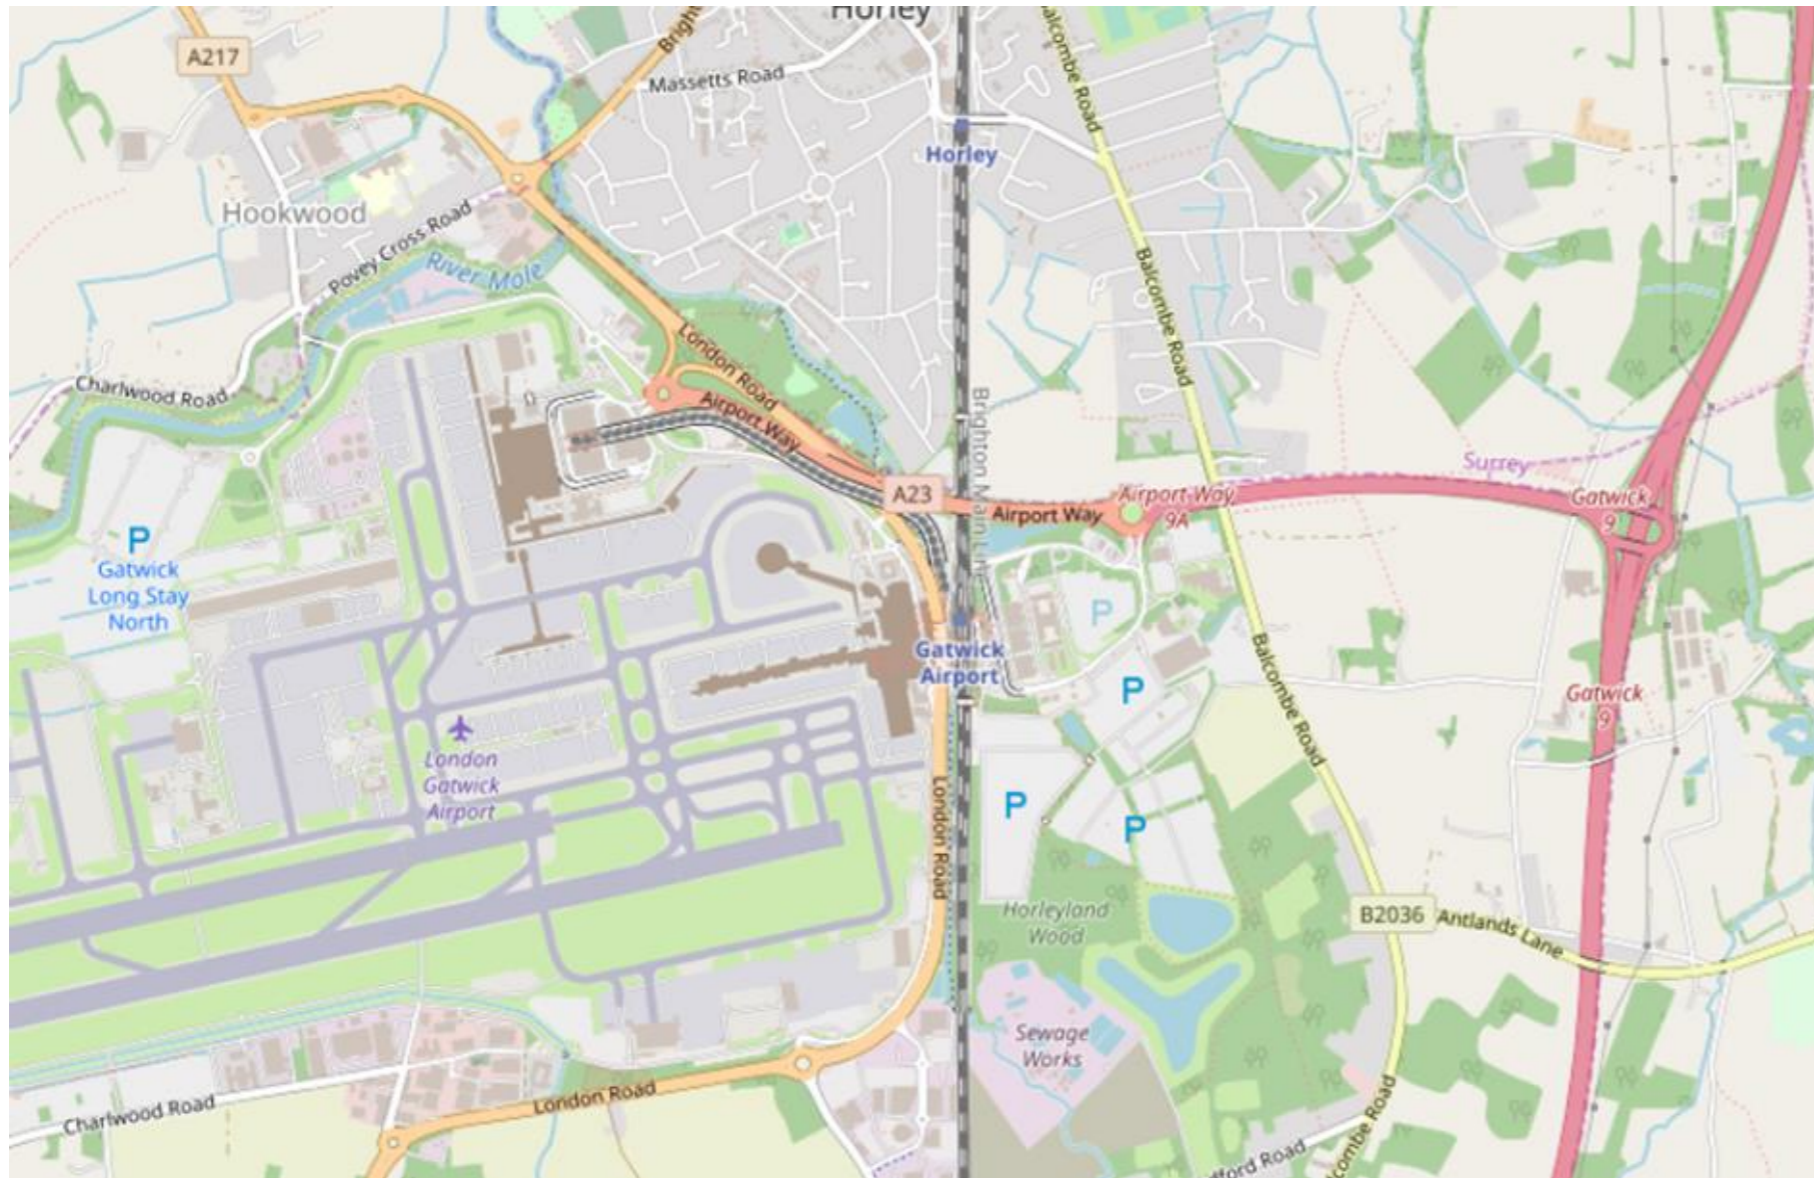 Horley
A217
Brigh
Massetts Road
Balcombe Road
Horley
Hookwood
Povey Cross Road
River Mole
Balcombe Road
London Road
Charlwood Road
Airport Way
Brighton Main Line
Surrey
A23
Airport Way
Airport Way
9A
Gatwick
9
P
Gatwick
Long Stay
North
P
Gatwick
Airport
P
Balcombe Road
Gatwick
9
London
Gatwick
Airport
P
P
London Road
Horleyland
Wood
B2036
Antlands Lane
Sewage
Works
Charlwood Road
London Road
Balcombe Road
dford Road